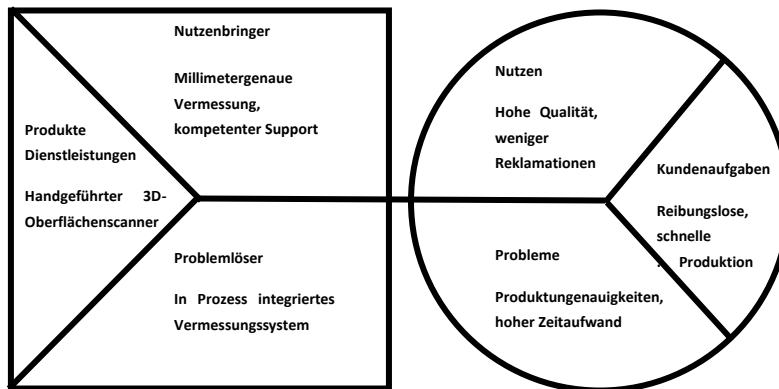 Nutzenbringer
Millimetergenaue
Vermessung,
kompetenter Support
Produkte
Dienstleistungen
Handgeführter 3D-
Oberflächenscanner
Problemlöser
In Prozess integriertes
Vermessungssystem
Nutzen
Hohe Qualität,
weniger
Reklamationen
Kundenaufgaben
Reibungslose,
schnelle
. Produktion
Probleme
Produktungenauigkeiten,
hoher Zeitaufwand